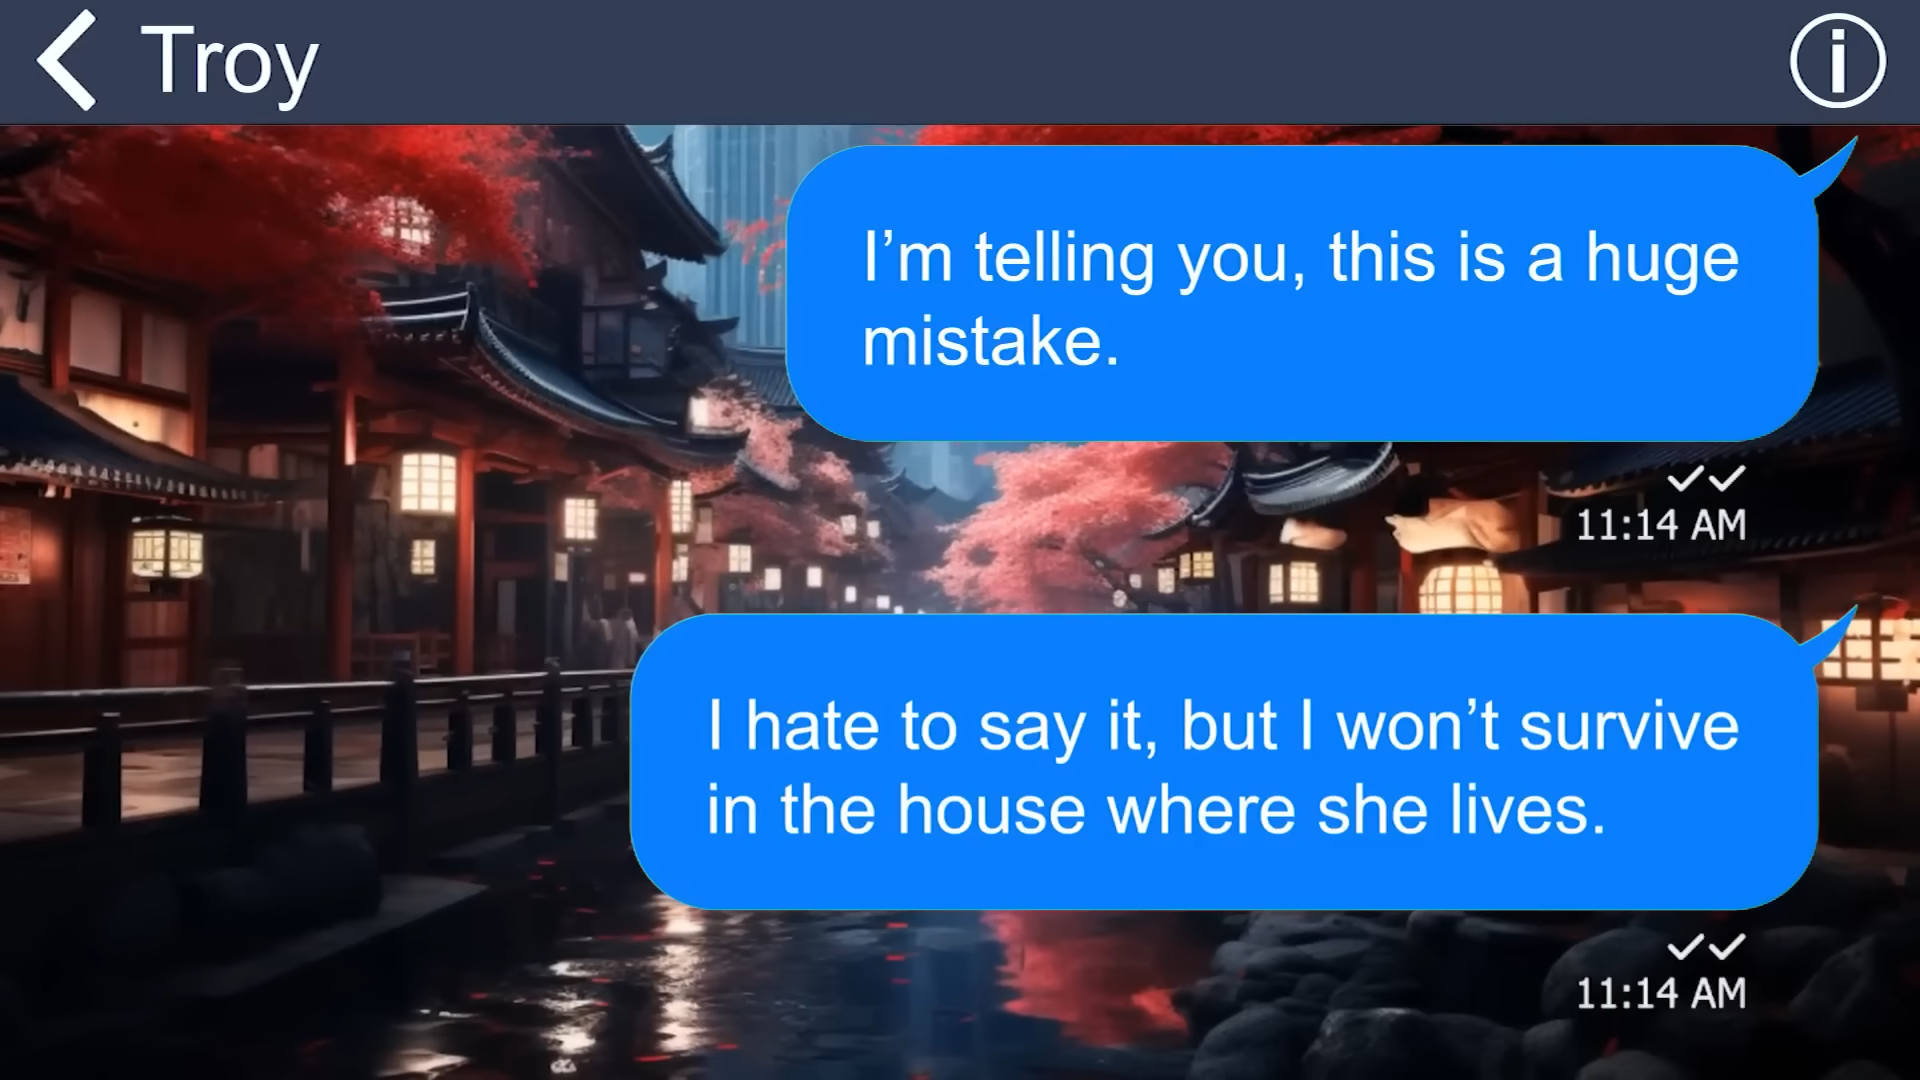 Troy
I’m telling you, this is a huge
mistake.
11:14 AM
I hate to say it, but I won’t survive
in the house where she lives.
11:14 AM